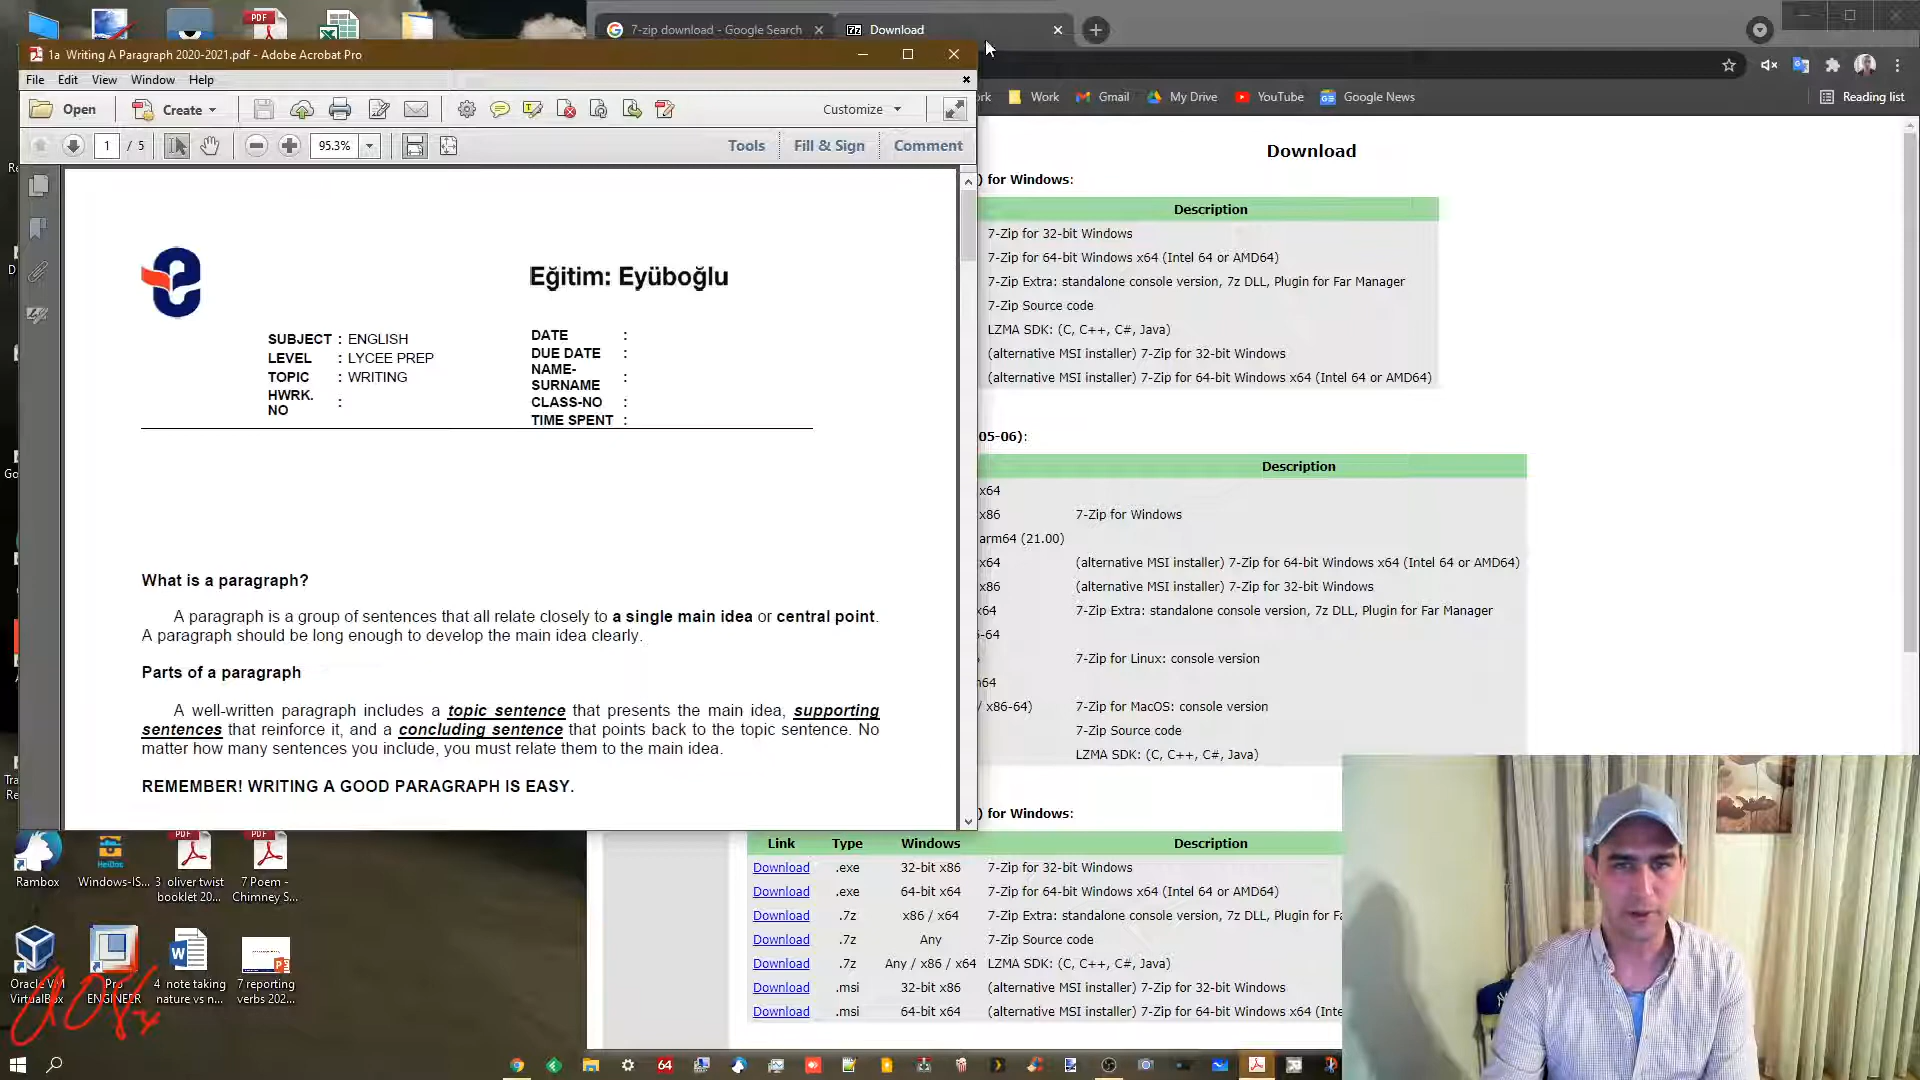 7-zip download - Google Search
Download
1a Writing A Paragraph 2020-2021.pdf - Adobe Acrobat Pro
File Edit View Window Help
Work Gmail My Drive YouTube Google News Reading list
Open Create Customize
1 / 5 95.3% Tools Fill & Sign Comment
Eğitim: Eyüboğlu
SUBJECT : ENGLISH
LEVEL : LYCEE PREP
TOPIC : WRITING
HWRK. NO :
DATE :
DUE DATE :
NAME-
SURNAME :
CLASS-NO :
TIME SPENT :
What is a paragraph?
A paragraph is a group of sentences that all relate closely to a single main idea or central point.
A paragraph should be long enough to develop the main idea clearly.
Parts of a paragraph
A well-written paragraph includes a topic sentence that presents the main idea, supporting
sentences that reinforce it, and a concluding sentence that points back to the topic sentence. No
matter how many sentences you include, you must relate them to the main idea.
REMEMBER! WRITING A GOOD PARAGRAPH IS EASY.
Download
) for Windows:
Description
7-Zip for 32-bit Windows
7-Zip for 64-bit Windows x64 (Intel 64 or AMD64)
7-Zip Extra: standalone console version, 7z DLL, Plugin for Far Manager
7-Zip Source code
LZMA SDK: (C, C++, C#, Java)
(alternative MSI installer) 7-Zip for 32-bit Windows
(alternative MSI installer) 7-Zip for 64-bit Windows x64 (Intel 64 or AMD64)
05-06):
Description
x64
x86 7-Zip for Windows
arm64 (21.00)
x64 (alternative MSI installer) 7-Zip for 64-bit Windows x64 (Intel 64 or AMD64)
x86 (alternative MSI installer) 7-Zip for 32-bit Windows
x64 7-Zip Extra: standalone console version, 7z DLL, Plugin for Far Manager
-64
7-Zip for Linux: console version
m64
/ x86-64) 7-Zip for MacOS: console version
7-Zip Source code
LZMA SDK: (C, C++, C#, Java)
) for Windows:
Link Type Windows Description
Download .exe 32-bit x86 7-Zip for 32-bit Windows
Download .exe 64-bit x64 7-Zip for 64-bit Windows x64 (Intel 64 or AMD64)
Download .7z x86 / x64 7-Zip Extra: standalone console version, 7z DLL, Plugin for Fa
Download .7z Any 7-Zip Source code
Download .7z Any / x86 / x64 LZMA SDK: (C, C++, C#, Java)
Download .msi 32-bit x86 (alternative MSI installer) 7-Zip for 32-bit Windows
Download .msi 64-bit x64 (alternative MSI installer) 7-Zip for 64-bit Windows x64 (Inte
Rambox
Windows-IS...
3 oliver twist
booklet 20...
7 Poem -
Chimney S...
Oracle VM
VirtualBox
Pro
ENGINEER
4 note taking
nature vs n...
7 reporting
verbs 202...
64